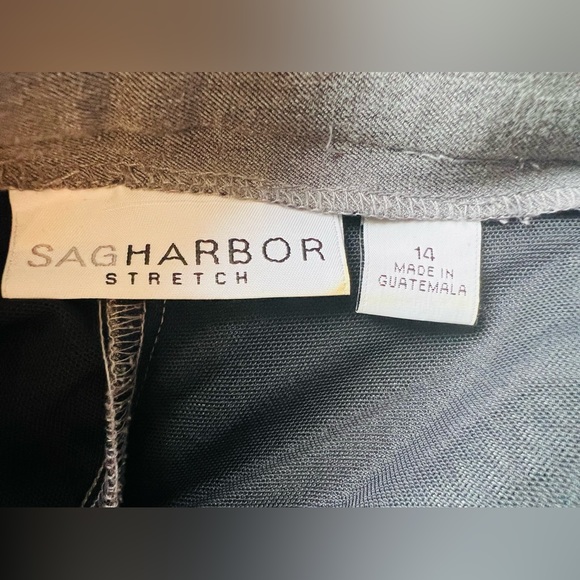 SAGHARBOR
STRETCH
14
MADE IN
GUATEMALA